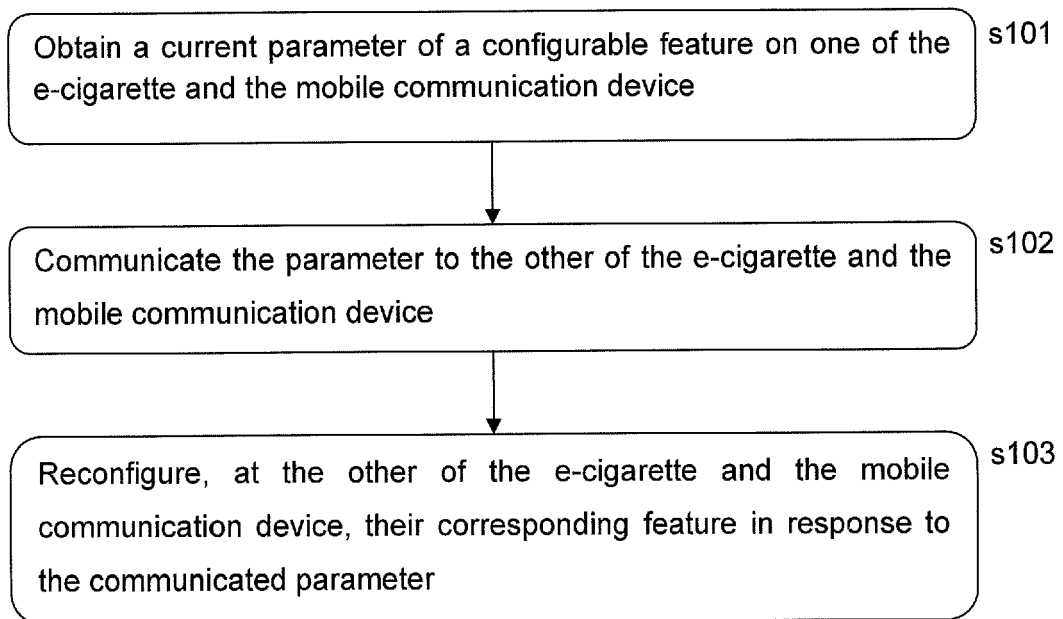 Obtain a current parameter of a configurable feature on one of the
e-cigarette and the mobile communication device
s101
Communicate the parameter to the other of the e-cigarette and the
mobile communication device
s102
Reconfigure, at the other of the e-cigarette and the mobile
communication device, their corresponding feature in response to
the communicated parameter
s103